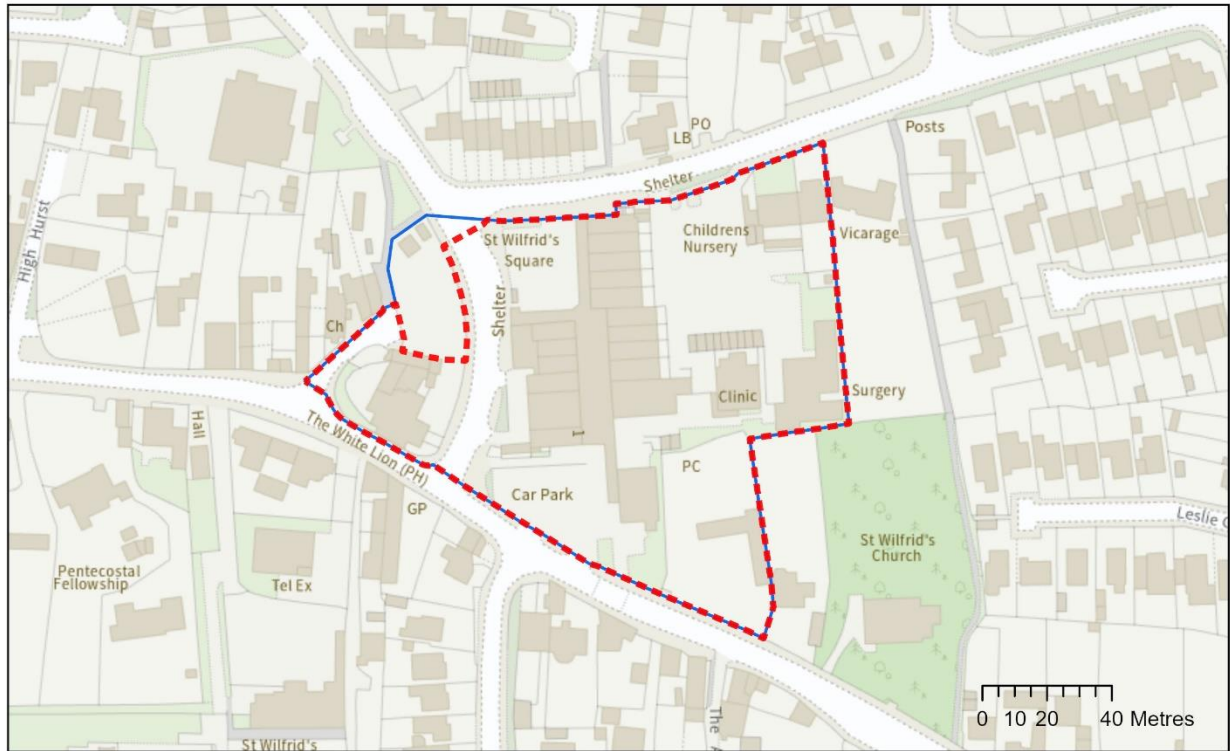 PO
LB
Posts
Shelter
High Hurst
St Wilfrid's
Square
Childrens
Nursery
Vicarage
Shelter
Ch
Surgery
Clinic
Hall
The White Lion (PH)
1
PC
Car Park
GP
Leslie
St Wilfrid's
Church
Pentecostal
Fellowship
Tel Ex
The
St Wilfrid's
0 10 20 40 Metres